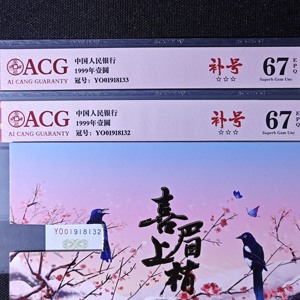 ACG
AI CANG GUARANTY
中国人民银行
1999年壹圆
冠号: YO01918133
补号
☆☆☆
67
EPQ
Superb Gem Unc
ACG
AI CANG GUARANTY
中国人民银行
1999年壹圆
冠号: YO01918132
补号
☆☆☆
67
EPQ
Superb Gem Unc
YO01918132
喜上眉梢